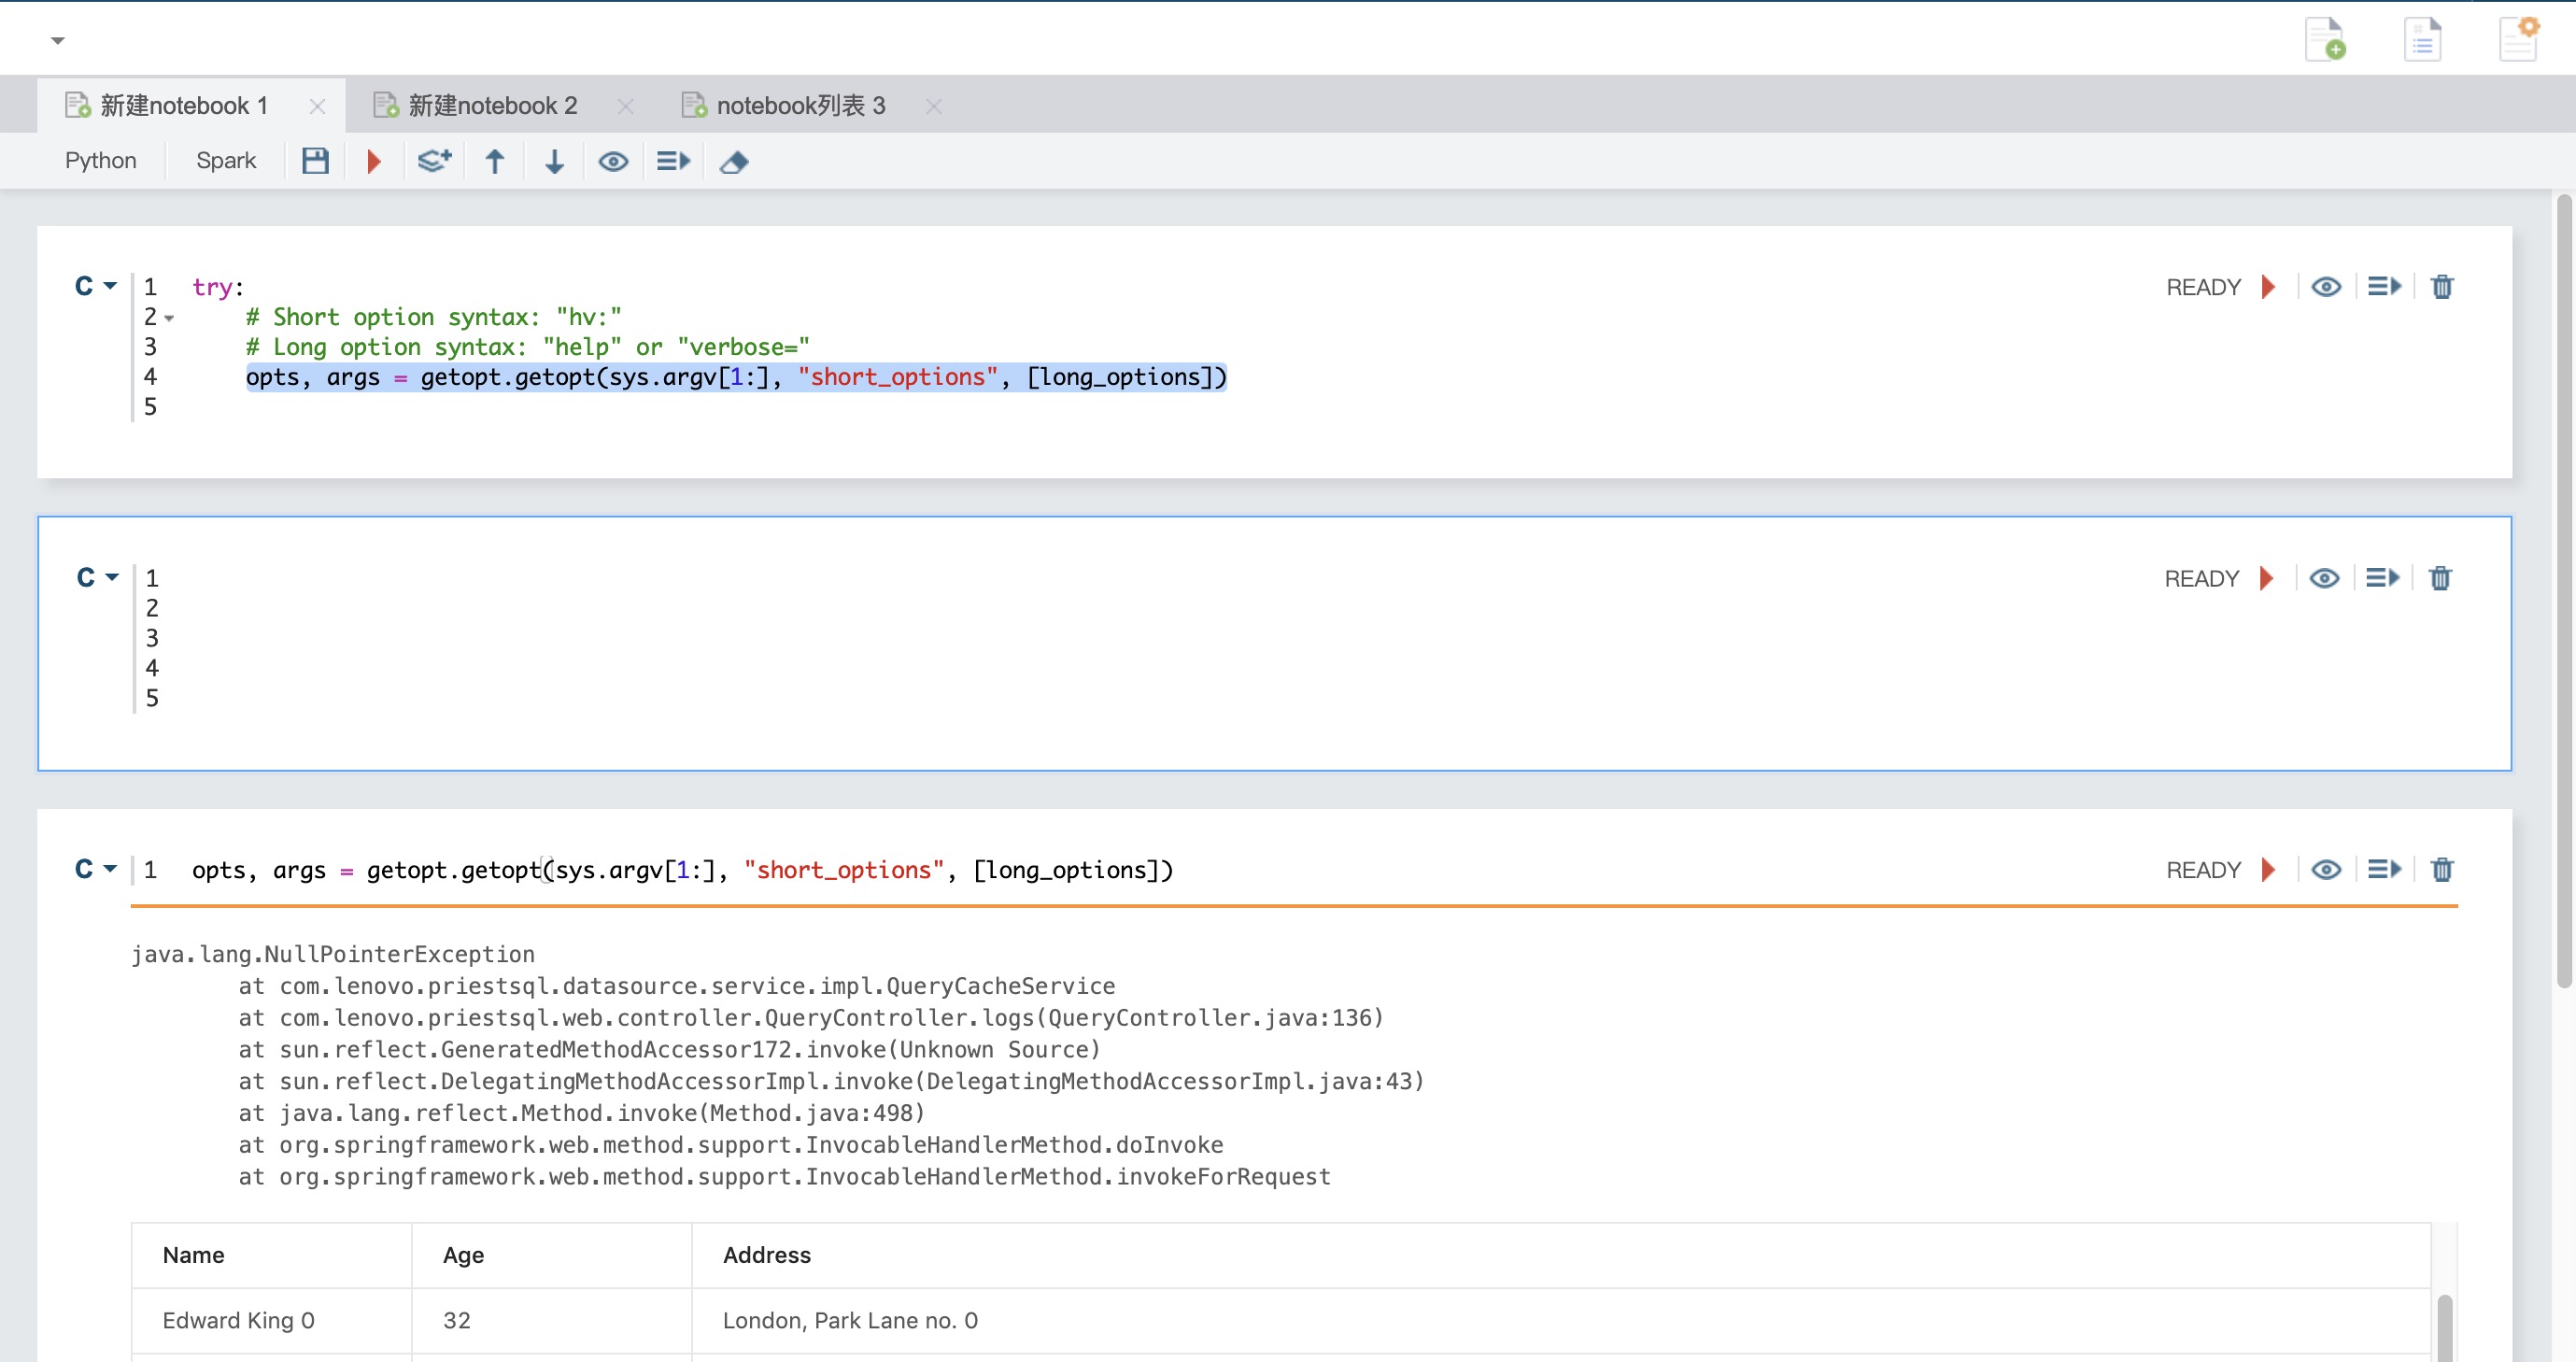 新建notebook 1 新建notebook 2 notebook列表 3
Python Spark
C 1 try: READY
2 # Short option syntax: "hv:"
3 # Long option syntax: "help" or "verbose="
4 opts, args = getopt.getopt(sys.argv[1:], "short_options", [long_options])
5
C 1 READY
2
3
4
5
C 1 opts, args = getopt.getopt(sys.argv[1:], "short_options", [long_options]) READY
java.lang.NullPointerException
at com.lenovo.priestsql.datasource.service.impl.QueryCacheService
at com.lenovo.priestsql.web.controller.QueryController.logs(QueryController.java:136)
at sun.reflect.GeneratedMethodAccessor172.invoke(Unknown Source)
at sun.reflect.DelegatingMethodAccessorImpl.invoke(DelegatingMethodAccessorImpl.java:43)
at java.lang.reflect.Method.invoke(Method.java:498)
at org.springframework.web.method.support.InvocableHandlerMethod.doInvoke
at org.springframework.web.method.support.InvocableHandlerMethod.invokeForRequest
Name Age Address
Edward King 0 32 London, Park Lane no. 0